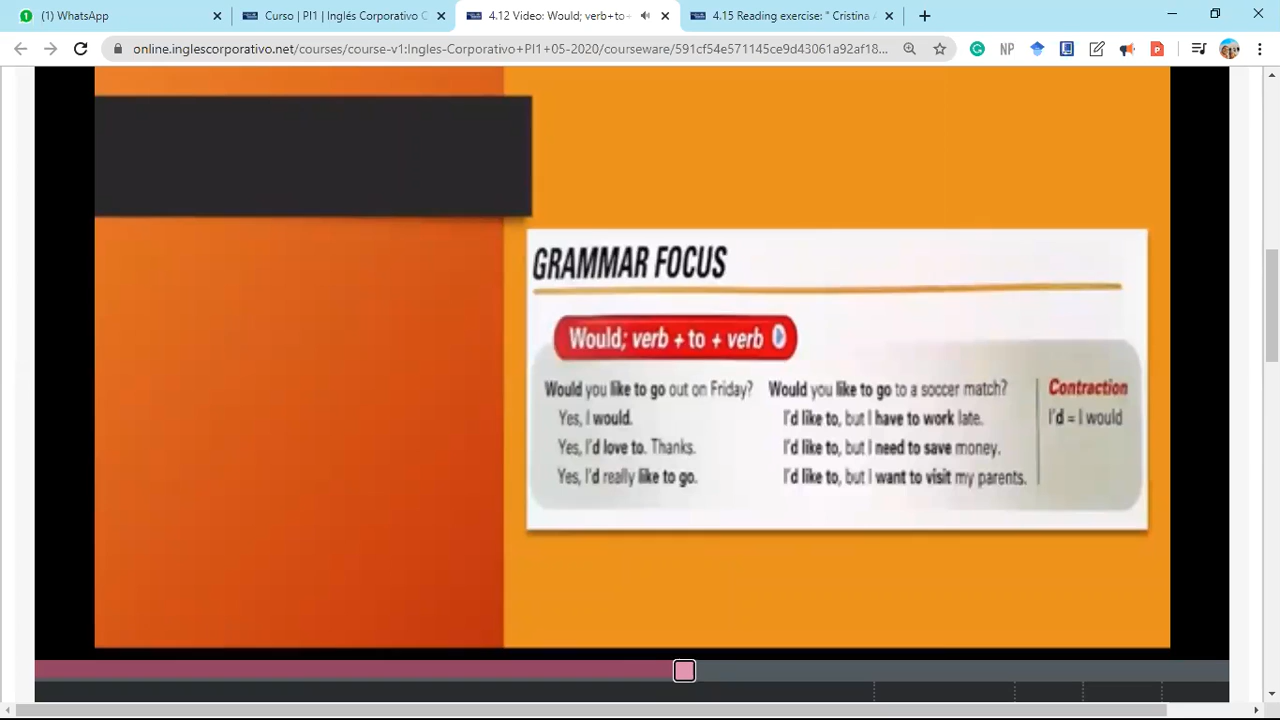 (1) WhatsApp
Curso | PI1 | Inglés Corporativo C
4.12 Video: Would; verb+to+
4.15 Reading exercise: " Cristina A
online.inglescorporativo.net/courses/course-v1:Ingles-Corporativo+PI1+05-2020/courseware/591cf54e571145ce9d43061a92af18...
NP
GRAMMAR FOCUS
Would; verb + to + verb
Would you like to go out on Friday?
Yes, I would.
Yes, I'd love to. Thanks.
Yes, I'd really like to go.
Would you like to go to a soccer match?
I'd like to, but I have to work late.
I'd like to, but I need to save money.
I'd like to, but I want to visit my parents.
Contraction
I'd = I would